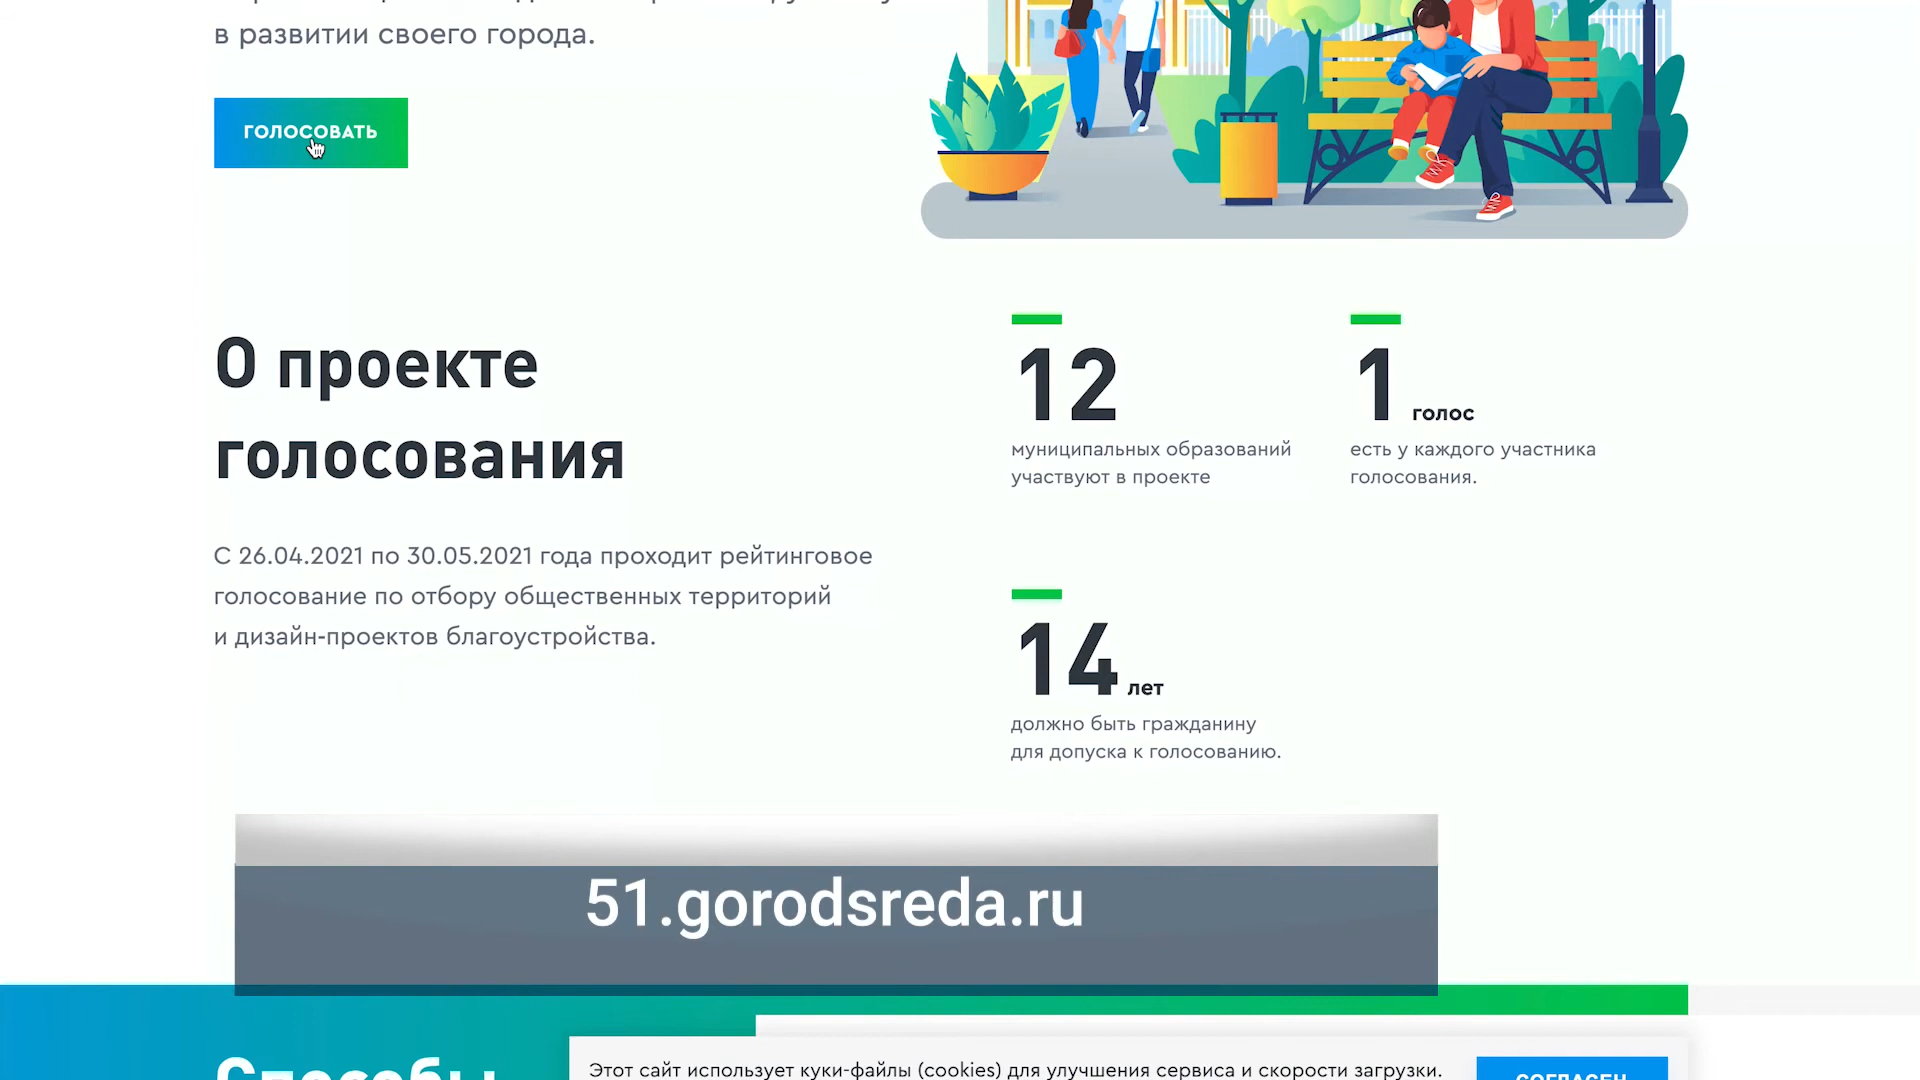 в развитии своего города.
ГОЛОСОВАТЬ
О проекте
голосования
С 26.04.2021 по 30.05.2021 года проходит рейтинговое
голосование по отбору общественных территорий
и дизайн-проектов благоустройства.
12
муниципальных образований
участвуют в проекте
1 голос
есть у каждого участника
голосования.
14 лет
должно быть гражданину
для допуска к голосованию.
51.gorodsreda.ru
Способы
Этот сайт использует куки-файлы (cookies) для улучшения сервиса и скорости загрузки.
СОГЛАСЕН